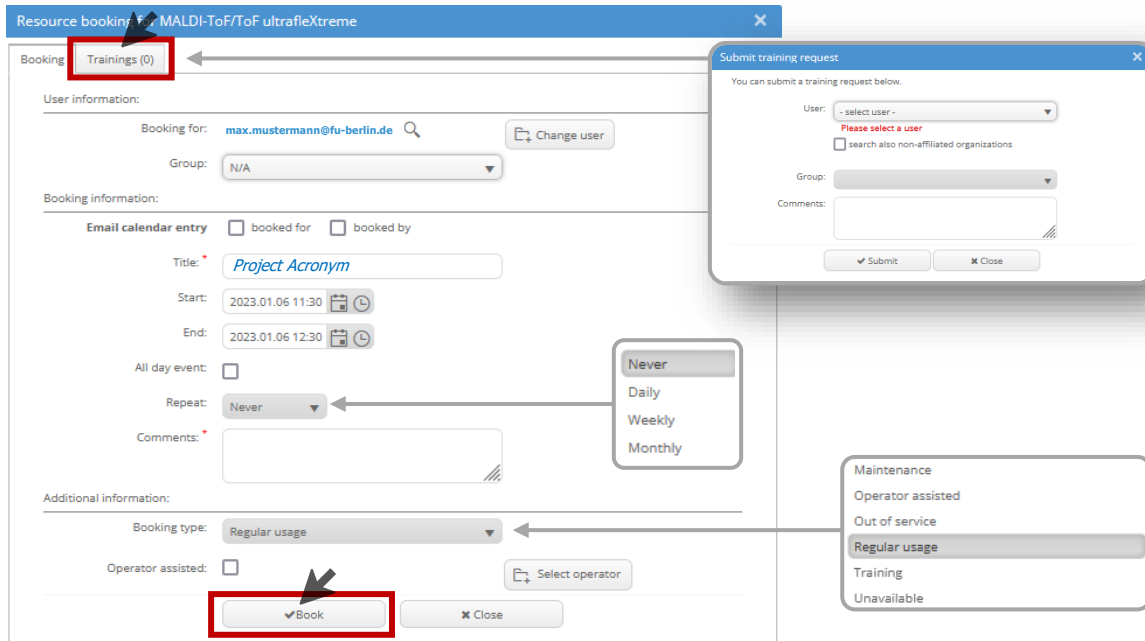 Resource booking for MALDI-ToF/ToF ultrafleXtreme
Booking
Trainings (0)
User information:
Booking for: max.mustermann@fu-berlin.de
Change user
Group: N/A
Booking information:
Email calendar entry booked for booked by
Title: * Project Acronym
Start: 2023.01.06 11:30
End: 2023.01.06 12:30
All day event:
Repeat: Never
Comments: *
Additional information:
Booking type: Regular usage
Operator assisted:
Select operator
Book
Close
Submit training request
You can submit a training request below.
User: - select user -
Please select a user
search also non-affiliated organizations
Group:
Comments:
Submit
Close
Never
Daily
Weekly
Monthly
Maintenance
Operator assisted
Out of service
Regular usage
Training
Unavailable